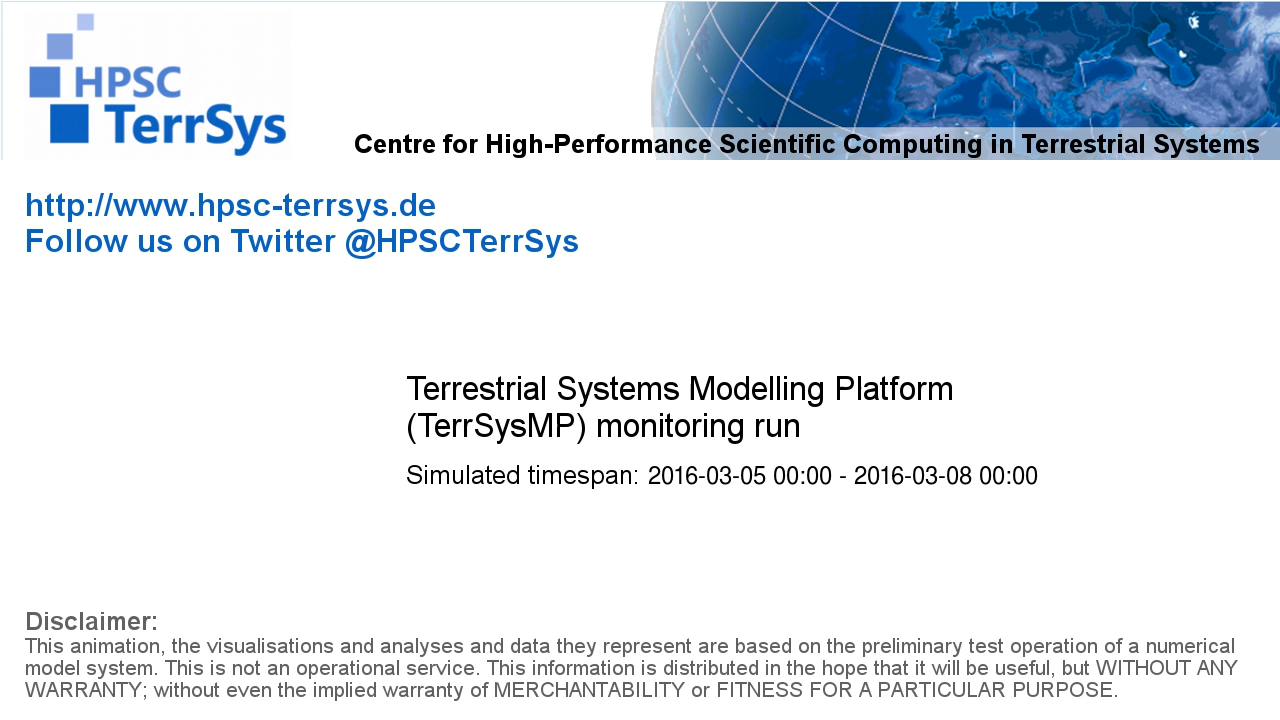 HPSC
TerrSys
Centre for High-Performance Scientific Computing in Terrestrial Systems
http://www.hpsc-terrsys.de
Follow us on Twitter @HPSCTerrSys
Terrestrial Systems Modelling Platform
(TerrSysMP) monitoring run
Simulated timespan: 2016-03-05 00:00 - 2016-03-08 00:00
Disclaimer:
This animation, the visualisations and analyses and data they represent are based on the preliminary test operation of a numerical
model system. This is not an operational service. This information is distributed in the hope that it will be useful, but WITHOUT ANY
WARRANTY; without even the implied warranty of MERCHANTABILITY or FITNESS FOR A PARTICULAR PURPOSE.